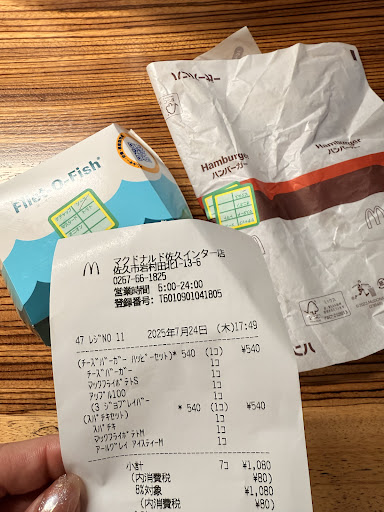 Filet-O-Fish®
ハンバーガー
Hamburger
ハンバーガー
Hamburger
ハンバーガー
マクドナルド佐久インター店
佐久市岩村田北1-13-6
0267-66-1825
営業時間 6:00-24:00
登録番号: T6010901041805
47 レジNO 11 2025年7月24日 (木)17:49
(チーズバーガー ハッピーセット)* 540 (1コ) ¥540
チーズバーガー 1コ
マックフライポテトS 1コ
アップル100 1コ
(3 ジョブレイバー 1コ
(スパチキセット) * 540 (1コ) ¥540
スパチキ 1コ
マックフライポテトM 1コ
アールグレイ アイスティーM 1コ
小計 7コ ¥1,080
(内消費税 ¥80)
8%対象 ¥1,080
(内消費税 ¥80)